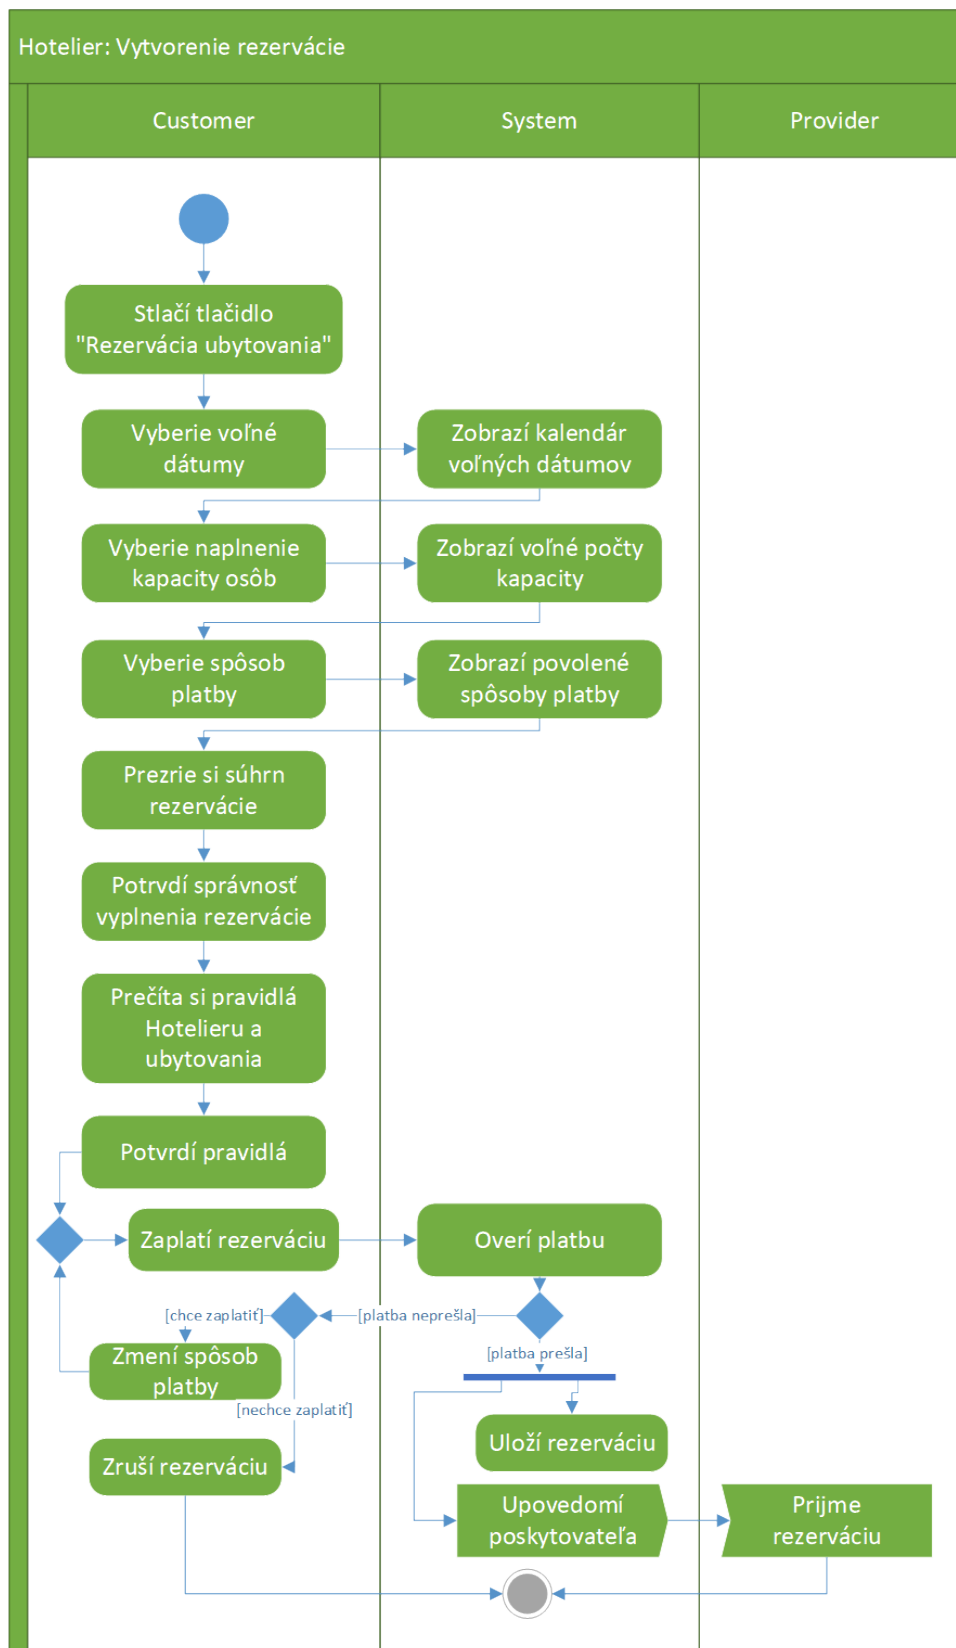 Hotelier: Vytvorenie rezervácie
Customer
System
Provider
Stlačí tlačidlo
"Rezervácia ubytovania"
Vyberie voľné
dátumy
Zobrazí kalendár
voľných dátumov
Vyberie naplnenie
kapacity osôb
Zobrazí voľné počty
kapacity
Vyberie spôsob
platby
Zobrazí povolené
spôsoby platby
Prezrie si súhrn
rezervácie
Potrvdí správnosť
vyplnenia rezervácie
Prečíta si pravidlá
Hotelieru a
ubytovania
Potvrdí pravidlá
Zaplatí rezerváciu
Overí platbu
[chce zaplatiť]
[platba neprešla]
[platba prešla]
Zmení spôsob
platby
[nechce zaplatiť]
Uloží rezerváciu
Zruší rezerváciu
Upovedomí
poskytovateľa
Prijme
rezerváciu